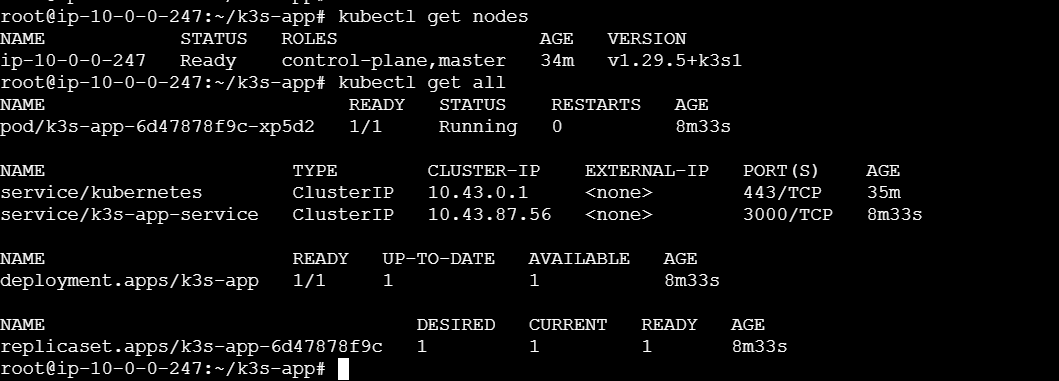 root@ip-10-0-0-247:~/k3s-app# kubectl get nodes
NAME            STATUS   ROLES                  AGE   VERSION
ip-10-0-0-247   Ready    control-plane,master   34m   v1.29.5+k3s1
root@ip-10-0-0-247:~/k3s-app# kubectl get all
NAME                           READY   STATUS    RESTARTS   AGE
pod/k3s-app-6d47878f9c-xp5d2   1/1     Running   0          8m33s
NAME                      TYPE        CLUSTER-IP    EXTERNAL-IP   PORT(S)    AGE
service/kubernetes        ClusterIP   10.43.0.1     <none>        443/TCP    35m
service/k3s-app-service   ClusterIP   10.43.87.56   <none>        3000/TCP   8m33s
NAME                      READY   UP-TO-DATE   AVAILABLE   AGE
deployment.apps/k3s-app   1/1     1            1           8m33s
NAME                                 DESIRED   CURRENT   READY   AGE
replicaset.apps/k3s-app-6d47878f9c   1         1         1       8m33s
root@ip-10-0-0-247:~/k3s-app#